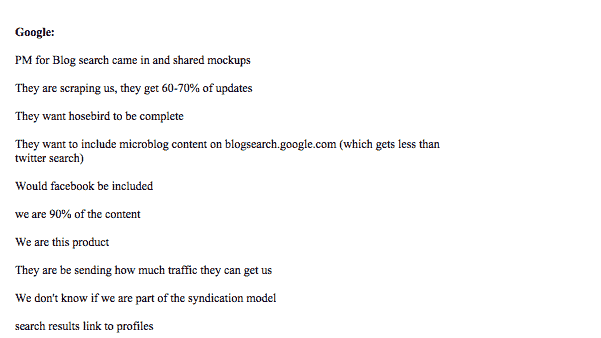 Google:
PM for Blog search came in and shared mockups
They are scraping us, they get 60-70% of updates
They want hosebird to be complete
They want to include microblog content on blogsearch.google.com (which gets less than
twitter search)
Would facebook be included
we are 90% of the content
We are this product
They are be sending how much traffic they can get us
We don't know if we are part of the syndication model
search results link to profiles